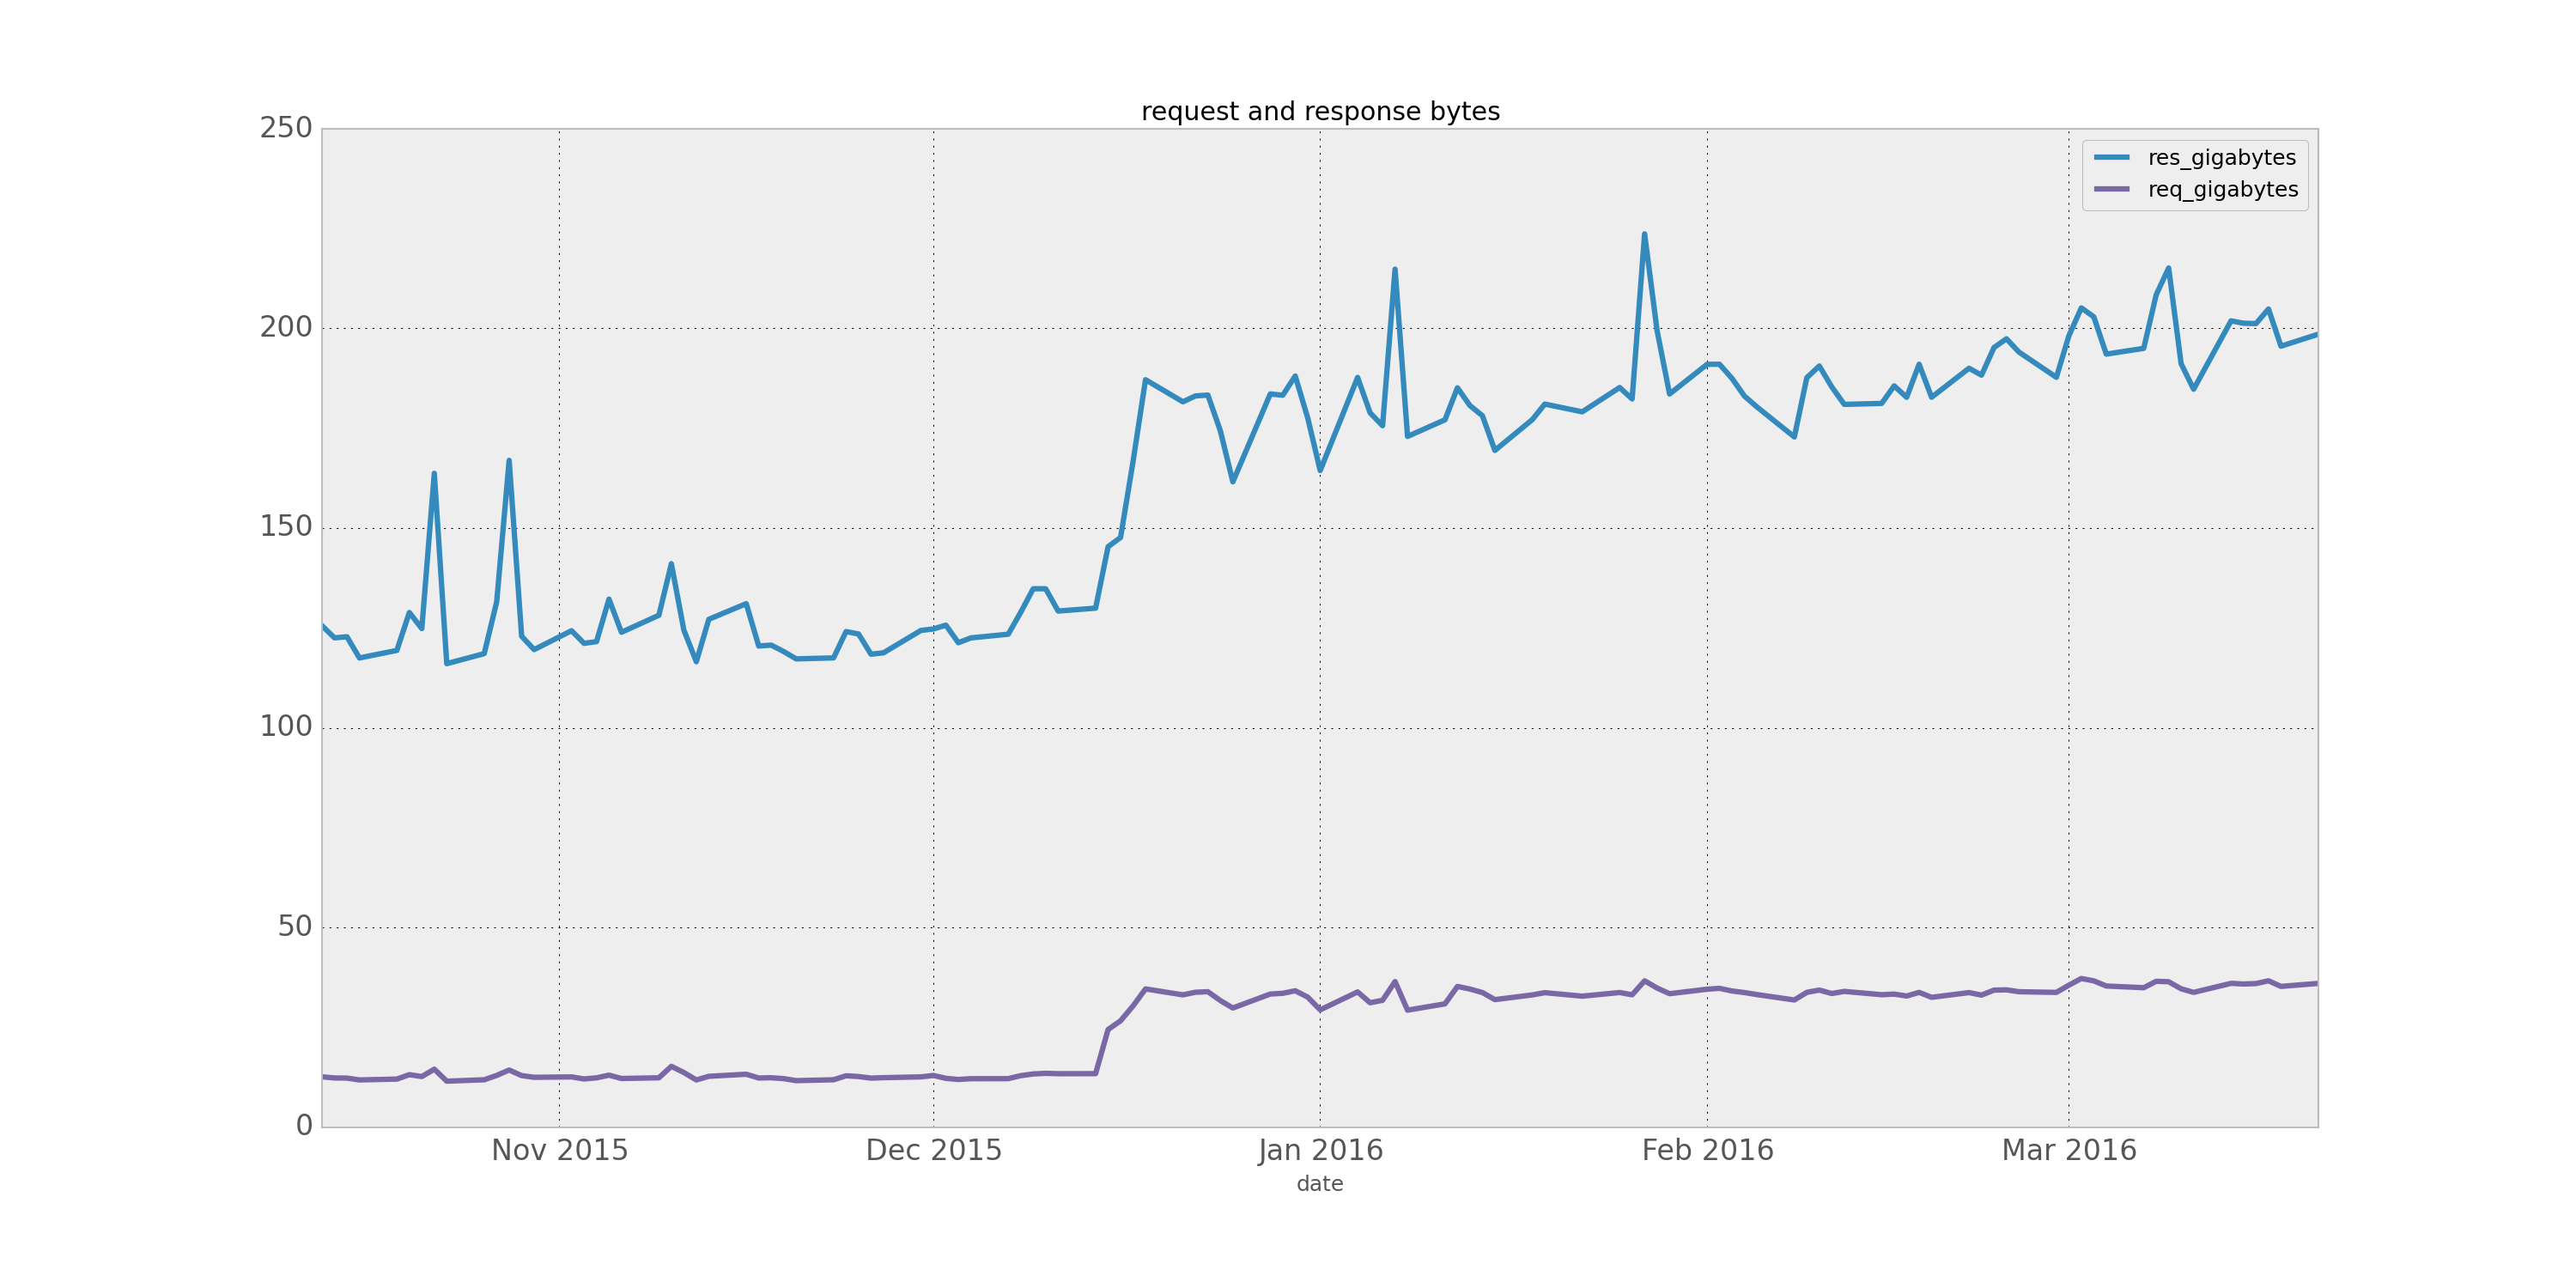 request and response bytes
250
200
150
100
50
0
res_gigabytes
req_gigabytes
Nov 2015
Dec 2015
Jan 2016
Feb 2016
Mar 2016
date